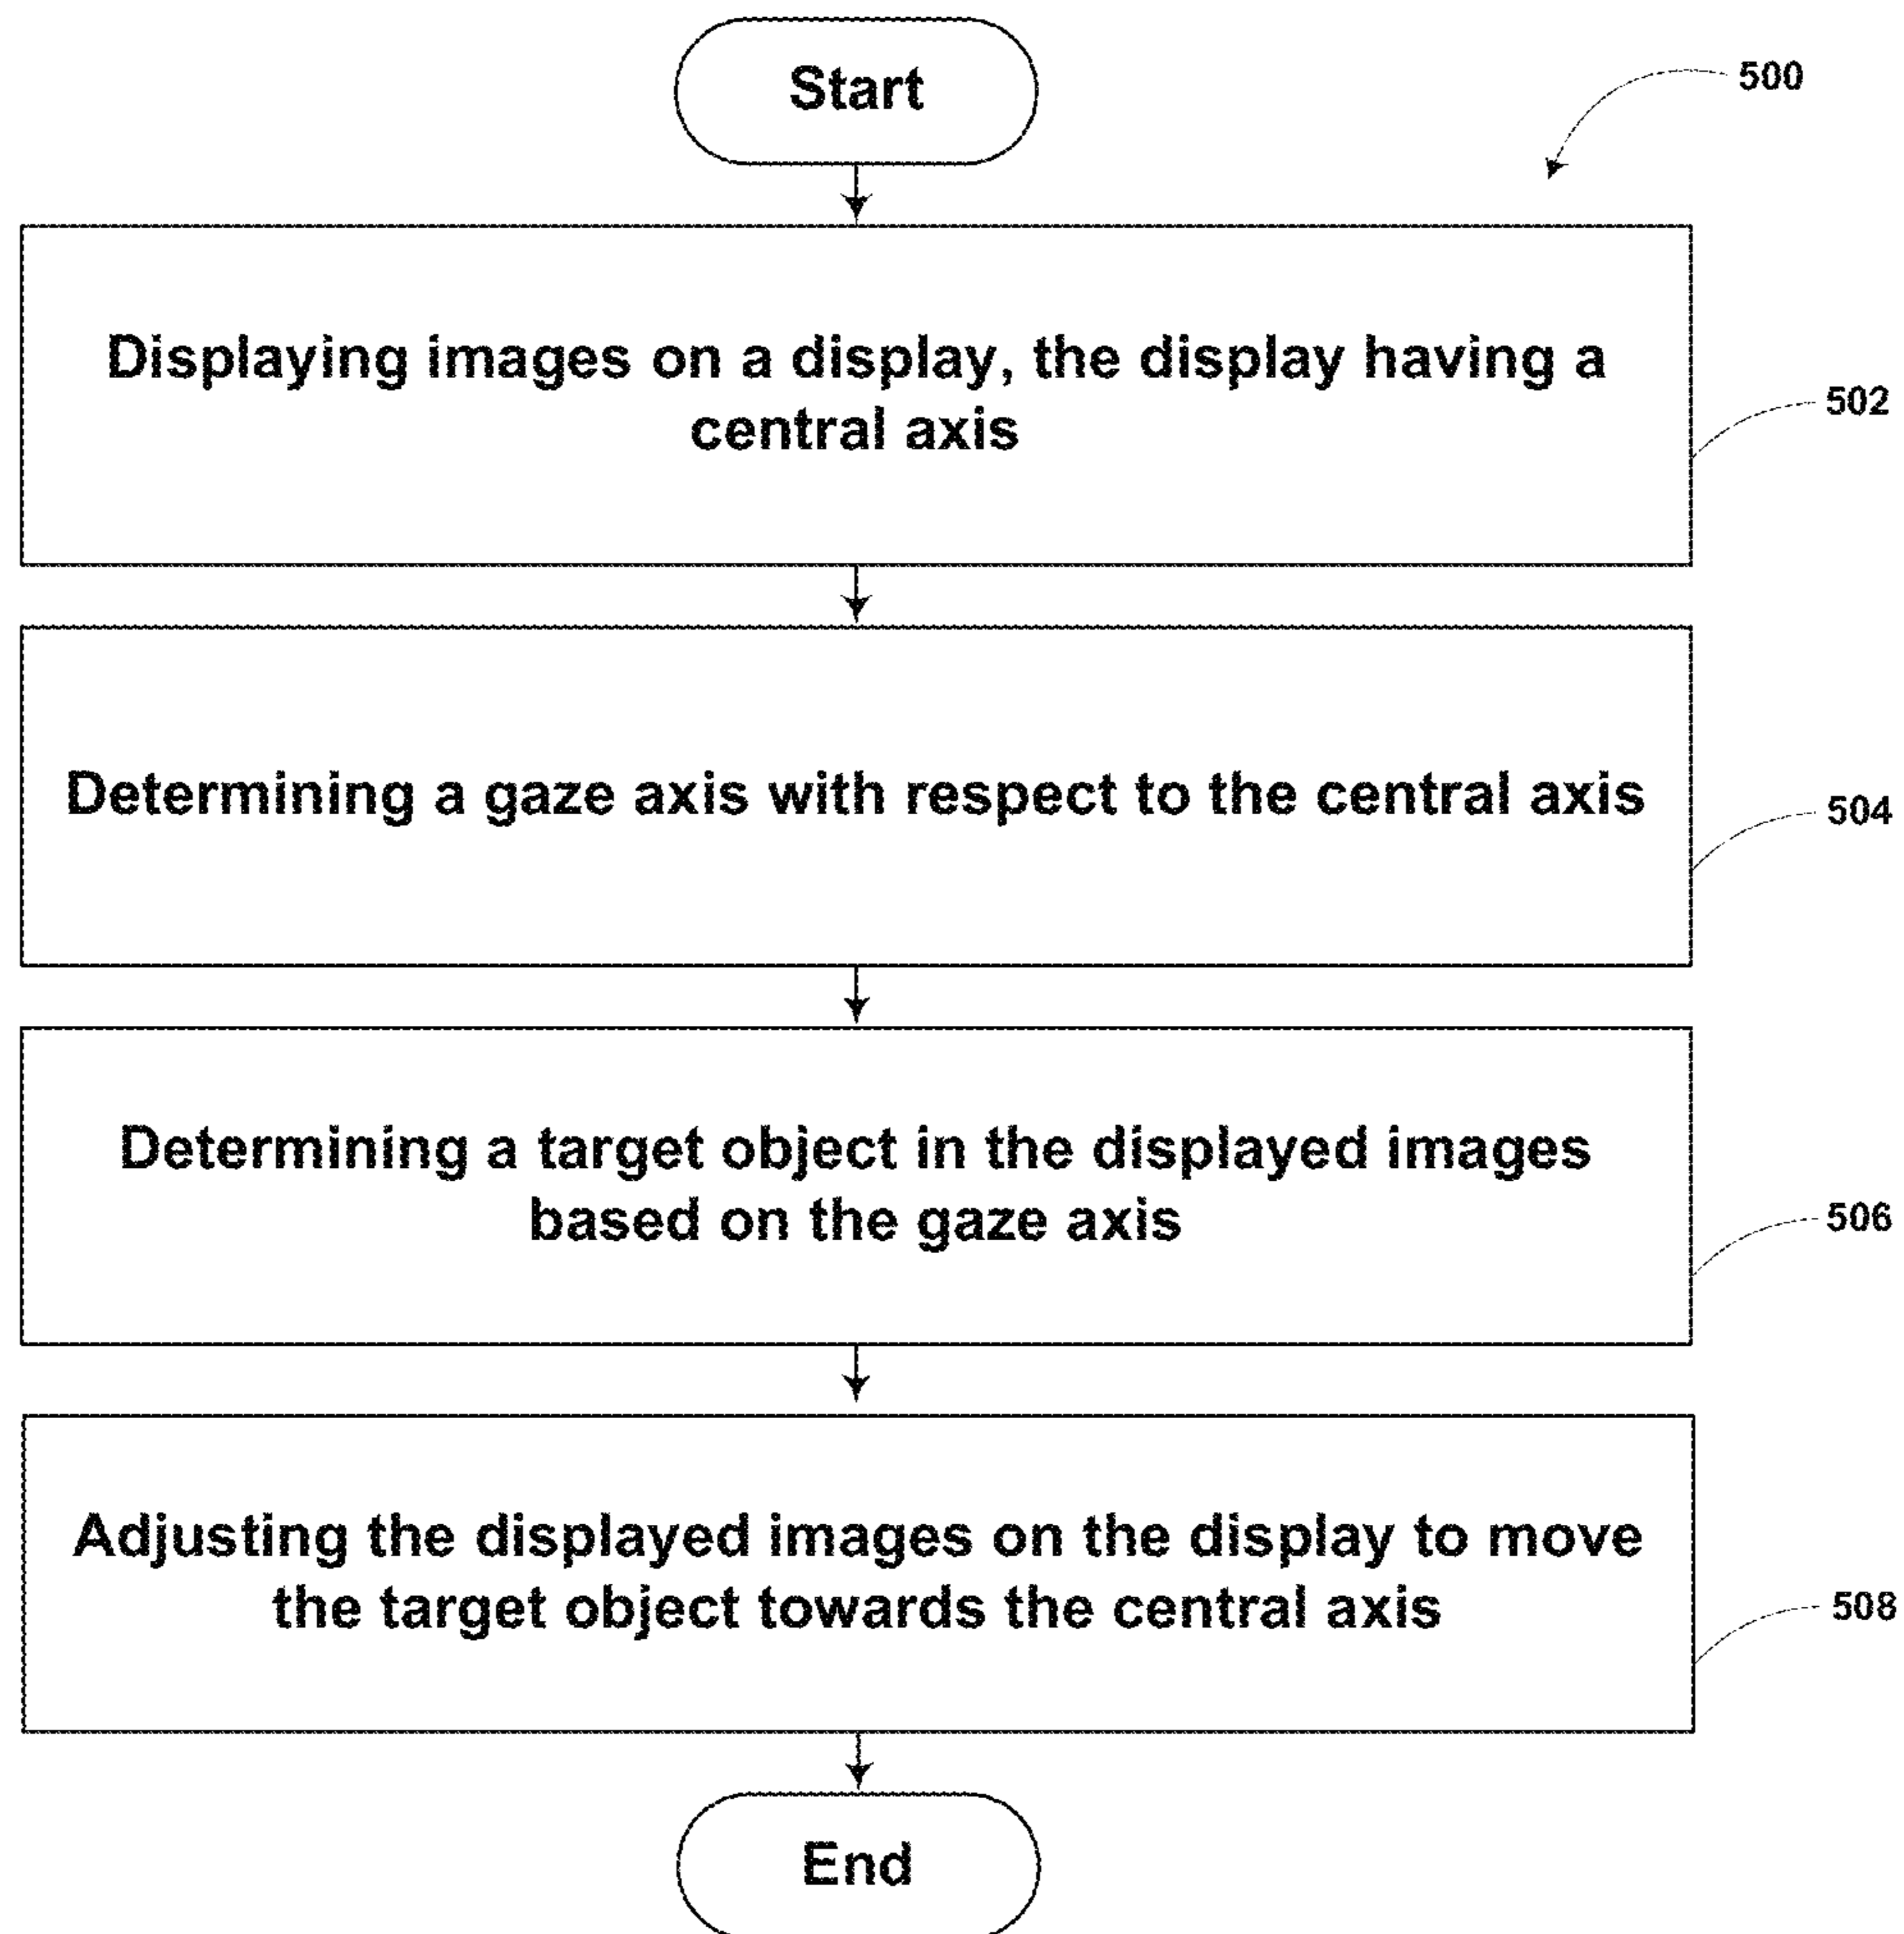 Start
500
Displaying images on a display, the display having a
central axis
502
Determining a gaze axis with respect to the central axis
504
Determining a target object in the displayed images
based on the gaze axis
506
Adjusting the displayed images on the display to move
the target object towards the central axis
508
End